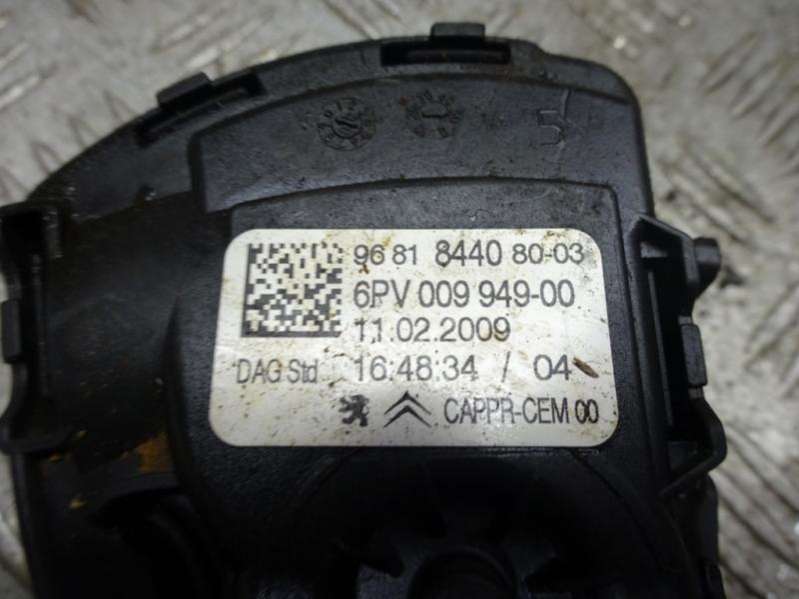 96 81 8440 80-03
6PV 009 949-00
11.02.2009
DAG Std 16:48:34 / 04
CAPPR-CEM 00